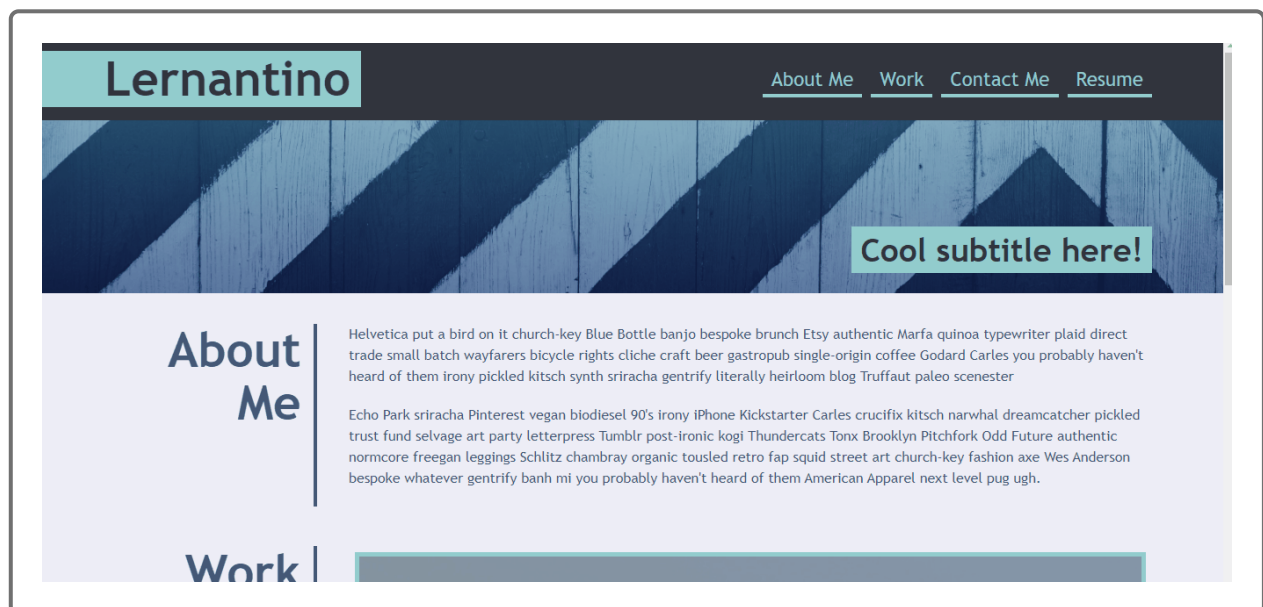 Lernantino
About Me Work Contact Me Resume
Cool subtitle here!
About
Me
Helvetica put a bird on it church-key Blue Bottle banjo bespoke brunch Etsy authentic Marfa quinoa typewriter plaid direct
trade small batch wayfarers bicycle rights cliche craft beer gastropub single-origin coffee Godard Carles you probably haven't
heard of them irony pickled kitsch synth sriracha gentrify literally heirloom blog Truffaut paleo scenester
Echo Park sriracha Pinterest vegan biodiesel 90's irony iPhone Kickstarter Carles crucifix kitsch narwhal dreamcatcher pickled
trust fund selvage art party letterpress Tumblr post-ironic kogi Thundercats Tonx Brooklyn Pitchfork Odd Future authentic
normcore freegan leggings Schlitz chambray organic tousled retro fap squid street art church-key fashion axe Wes Anderson
bespoke whatever gentrify banh mi you probably haven't heard of them American Apparel next level pug ugh.
Work